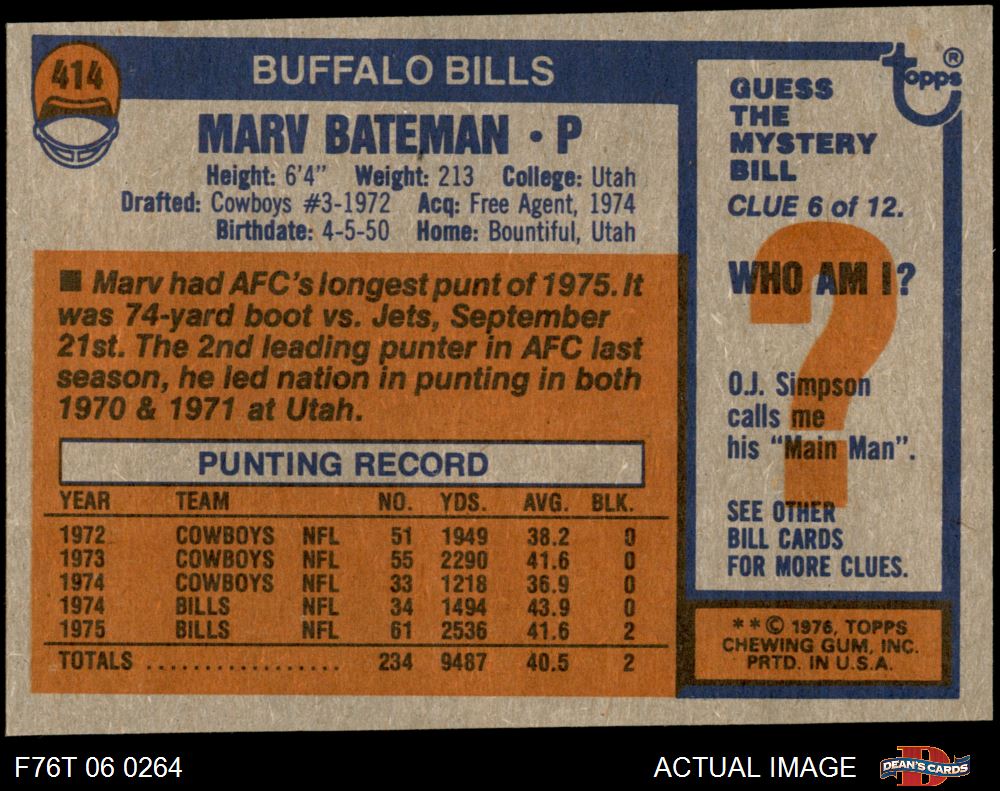 414
BUFFALO BILLS
MARV BATEMAN • P
Height: 6'4" Weight: 213 College: Utah
Drafted: Cowboys #3-1972 Acq: Free Agent, 1974
Birthdate: 4-5-50 Home: Bountiful, Utah
■ Marv had AFC's longest punt of 1975. It
was 74-yard boot vs. Jets, September
21st. The 2nd leading punter in AFC last
season, he led nation in punting in both
1970 & 1971 at Utah.
PUNTING RECORD
YEAR TEAM NO. YDS. AVG. BLK.
1972 COWBOYS NFL 51 1949 38.2 0
1973 COWBOYS NFL 55 2290 41.6 0
1974 COWBOYS NFL 33 1218 36.9 0
1974 BILLS NFL 34 1494 43.9 0
1975 BILLS NFL 61 2536 41.6 2
TOTALS .................. 234 9487 40.5 2
topps®
GUESS
THE
MYSTERY
BILL
CLUE 6 of 12.
?
WHO AM I?
O.J. Simpson
calls me
his "Main Man".
SEE OTHER
BILL CARDS
FOR MORE CLUES.
**© 1976, TOPPS
CHEWING GUM, INC.
PRTD. IN U.S.A.
F76T 06 0264
ACTUAL IMAGE
D
DEAN'S CARDS